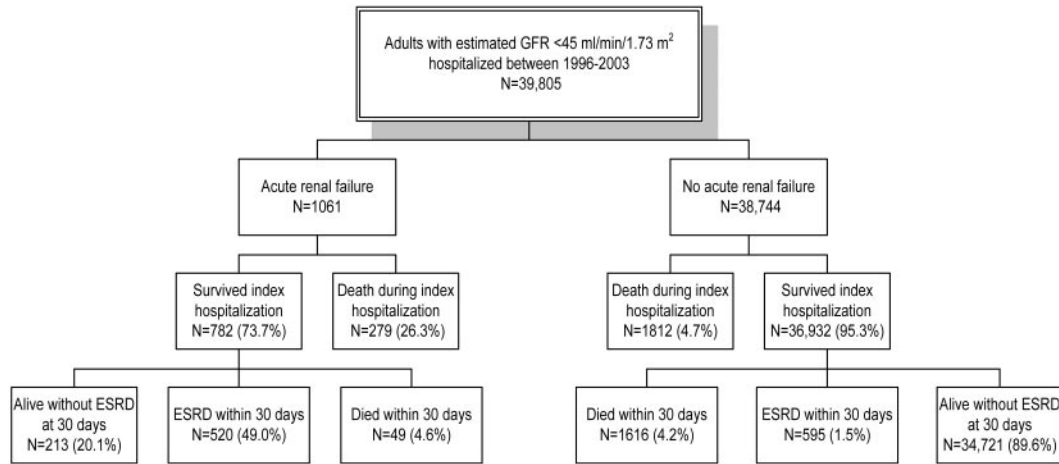 Adults with estimated GFR <45 ml/min/1.73 m²
hospitalized between 1996-2003
N=39,805
Acute renal failure
N=1061
No acute renal failure
N=38,744
Survived index
hospitalization
N=782 (73.7%)
Death during index
hospitalization
N=279 (26.3%)
Death during index
hospitalization
N=1812 (4.7%)
Survived index
hospitalization
N=36,932 (95.3%)
Alive without ESRD
at 30 days
N=213 (20.1%)
ESRD within 30 days
N=520 (49.0%)
Died within 30 days
N=49 (4.6%)
Died within 30 days
N=1616 (4.2%)
ESRD within 30 days
N=595 (1.5%)
Alive without ESRD
at 30 days
N=34,721 (89.6%)